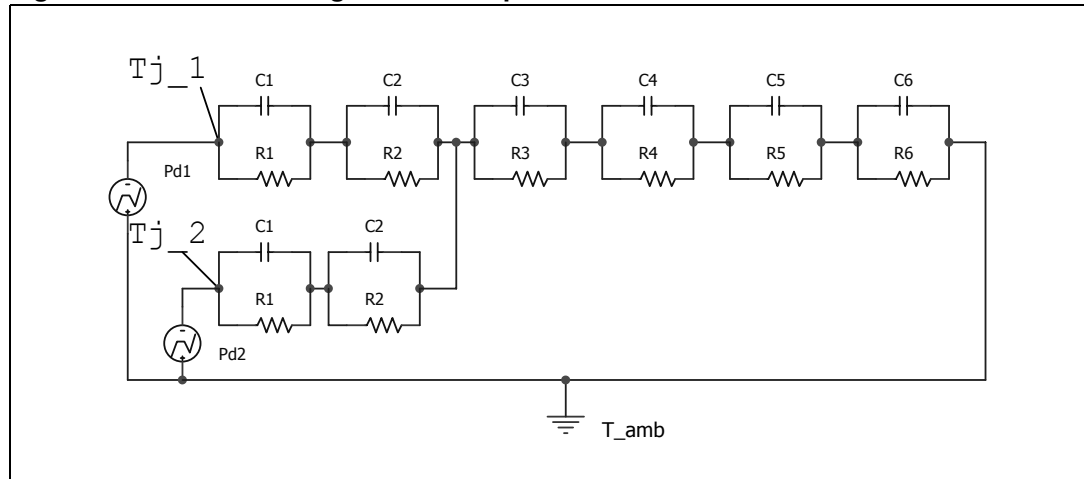 Tj_1
C1 C2 C3 C4 C5 C6
R1 R2 R3 R4 R5 R6
Pd1
Tj_2
C1 C2
R1 R2
Pd2
T_amb